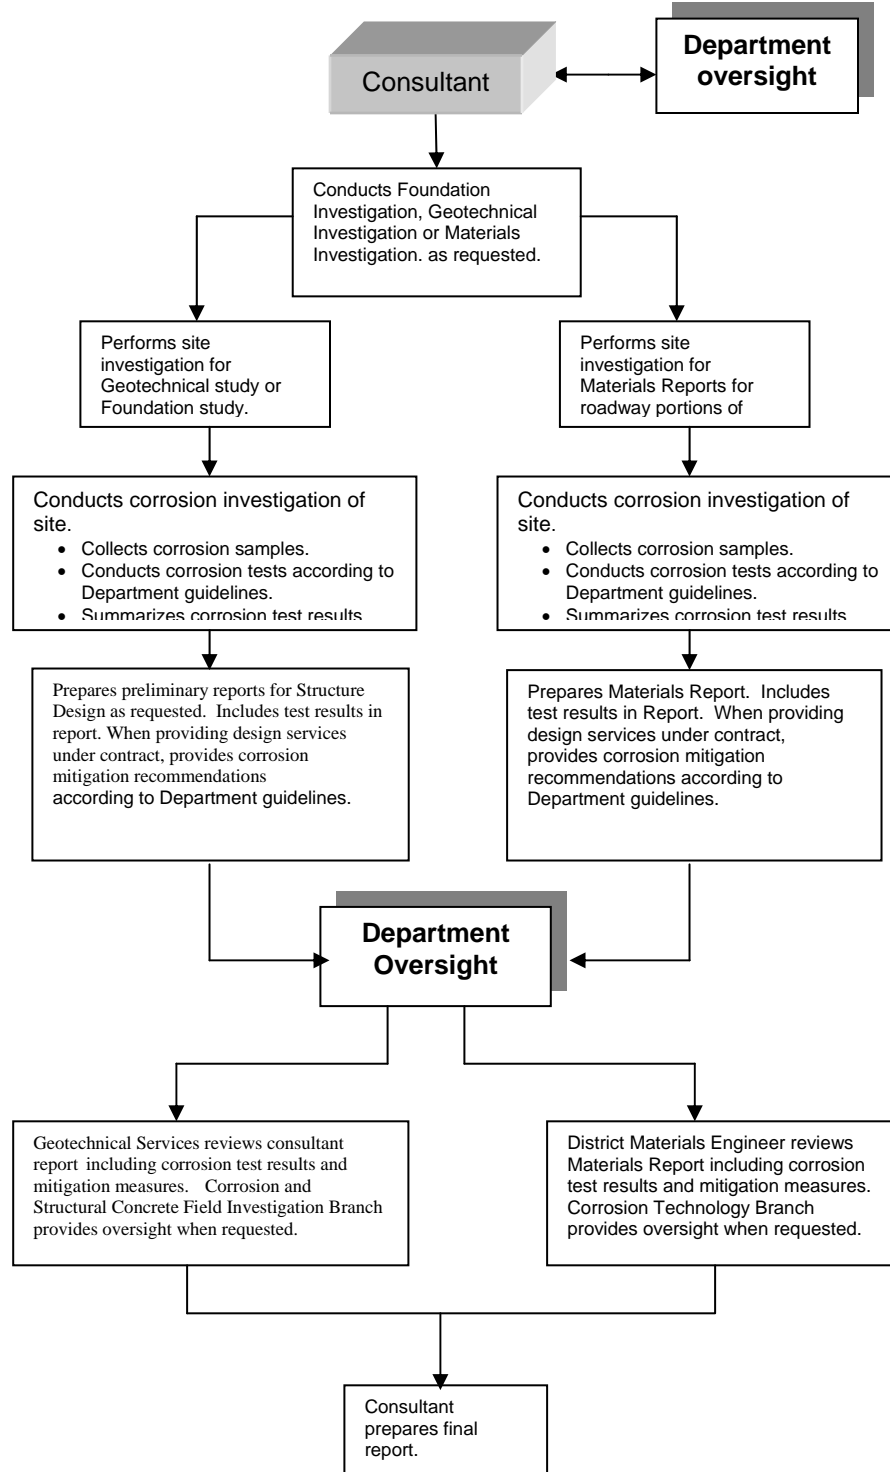 Consultant
Department
oversight
Conducts Foundation
Investigation, Geotechnical
Investigation or Materials
Investigation. as requested.
Performs site
investigation for
Geotechnical study or
Foundation study.
Performs site
investigation for
Materials Reports for
roadway portions of
Conducts corrosion investigation of
site.
• Collects corrosion samples.
• Conducts corrosion tests according to
Department guidelines.
• Summarizes corrosion test results
Conducts corrosion investigation of
site.
• Collects corrosion samples.
• Conducts corrosion tests according to
Department guidelines.
• Summarizes corrosion test results
Prepares preliminary reports for Structure
Design as requested. Includes test results in
report. When providing design services
under contract, provides corrosion
mitigation recommendations
according to Department guidelines.
Prepares Materials Report. Includes
test results in Report. When providing
design services under contract,
provides corrosion mitigation
recommendations according to
Department guidelines.
Department
Oversight
Geotechnical Services reviews consultant
report including corrosion test results and
mitigation measures. Corrosion and
Structural Concrete Field Investigation Branch
provides oversight when requested.
District Materials Engineer reviews
Materials Report including corrosion
test results and mitigation measures.
Corrosion Technology Branch
provides oversight when requested.
Consultant
prepares final
report.